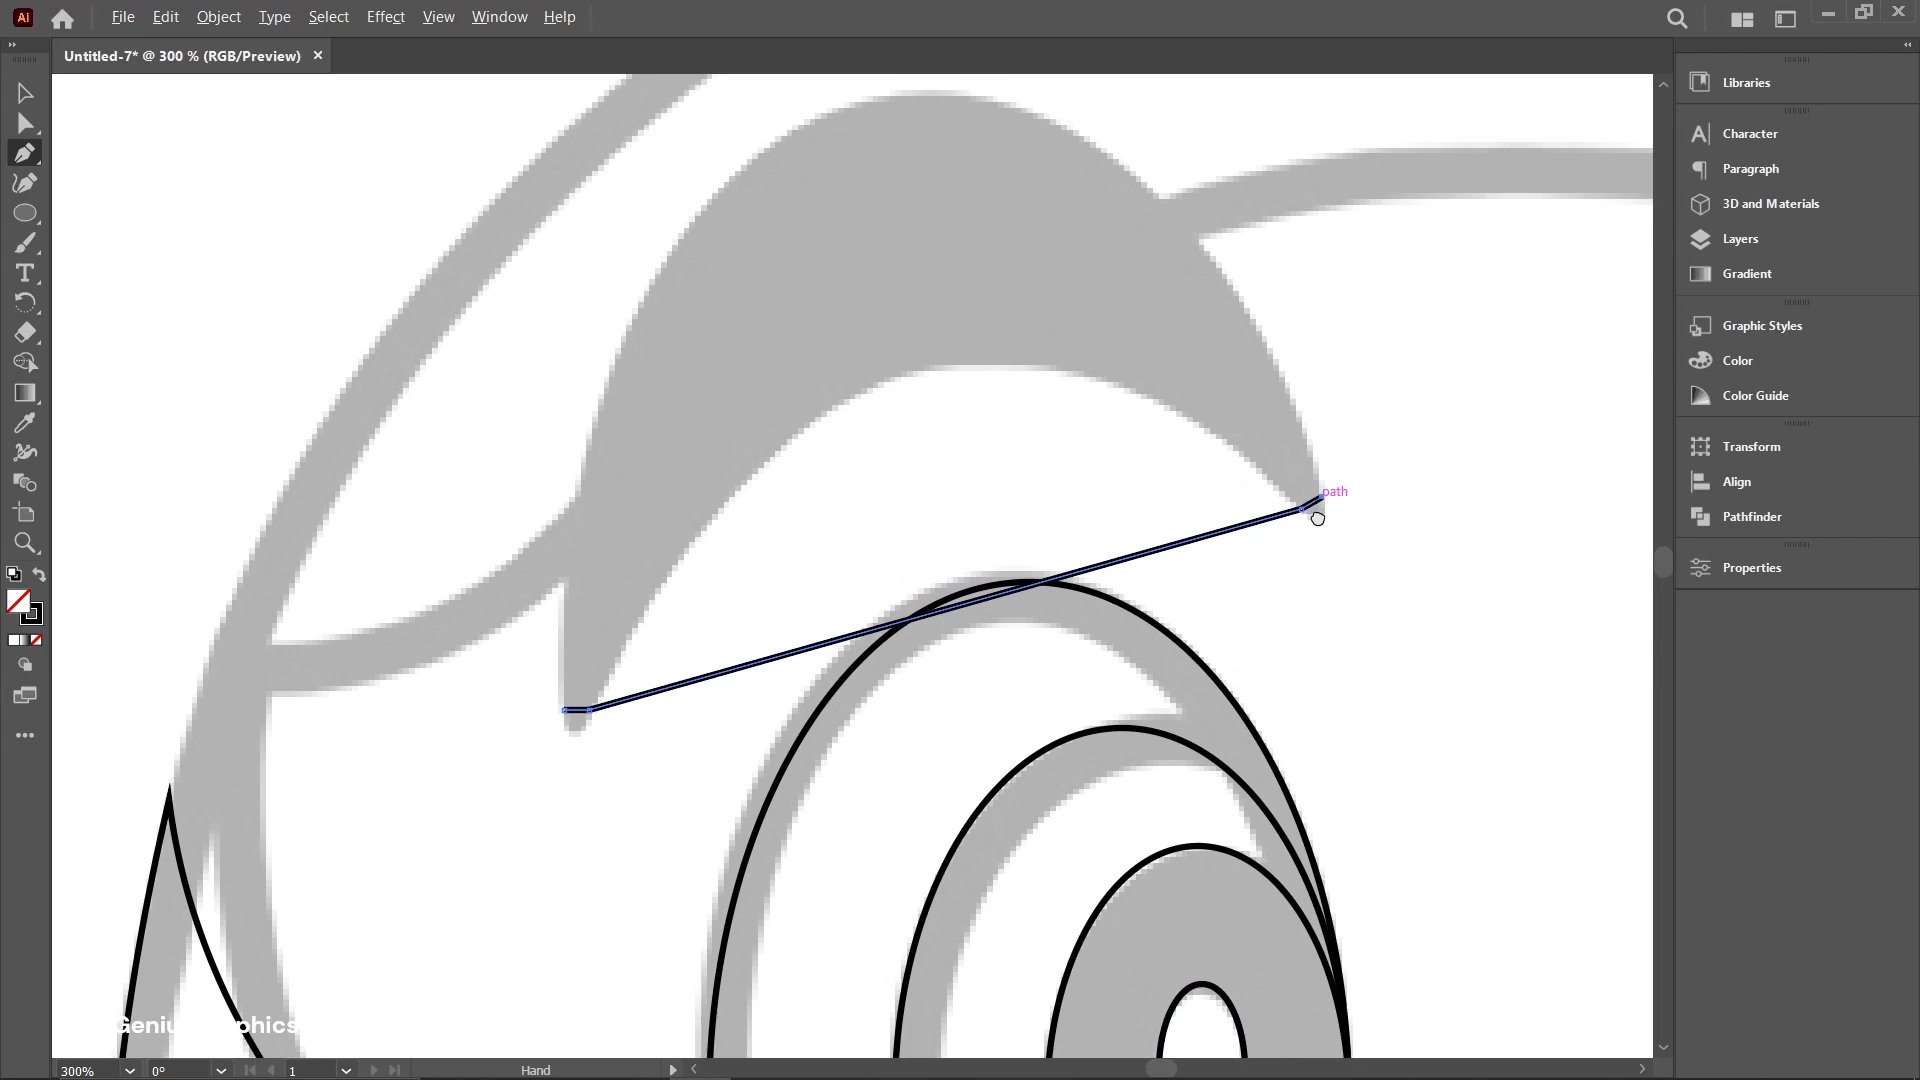 Ai
File Edit Object Type Select Effect View Window Help
Untitled-7* @ 300 % (RGB/Preview) ×
Libraries
Character
Paragraph
3D and Materials
Layers
Gradient
Graphic Styles
Color
Color Guide
Transform
Align
Pathfinder
Properties
path
300% 0° 1 Hand